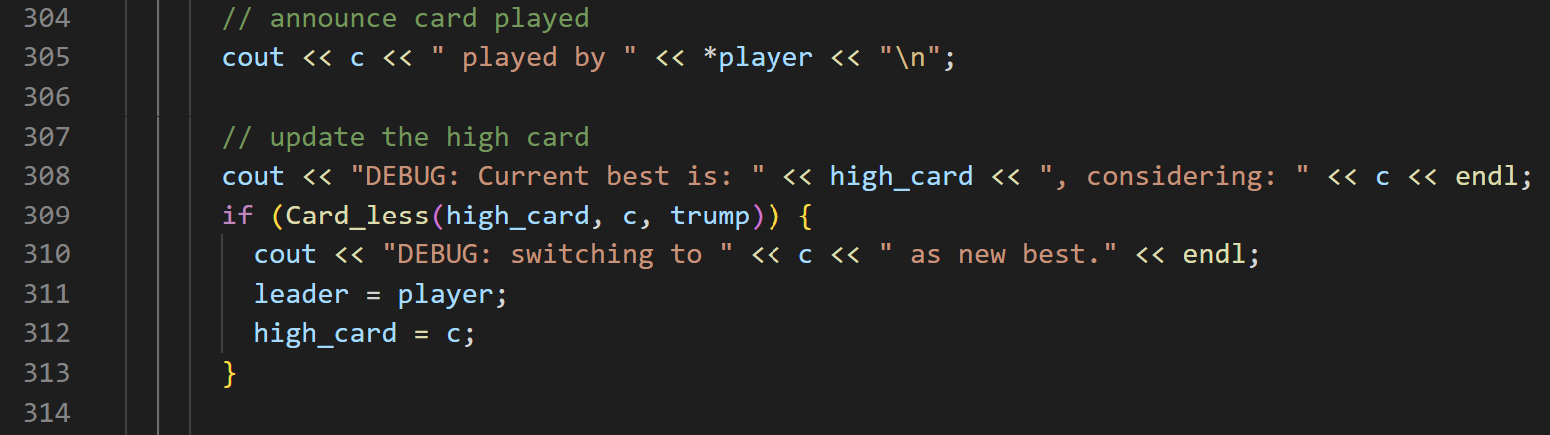 304 // announce card played
305 cout << c << " played by " << *player << "\n";
306
307 // update the high card
308 cout << "DEBUG: Current best is: " << high_card << ", considering: " << c << endl;
309 if (Card_less(high_card, c, trump)) {
310 cout << "DEBUG: switching to " << c << " as new best." << endl;
311 leader = player;
312 high_card = c;
313 }
314